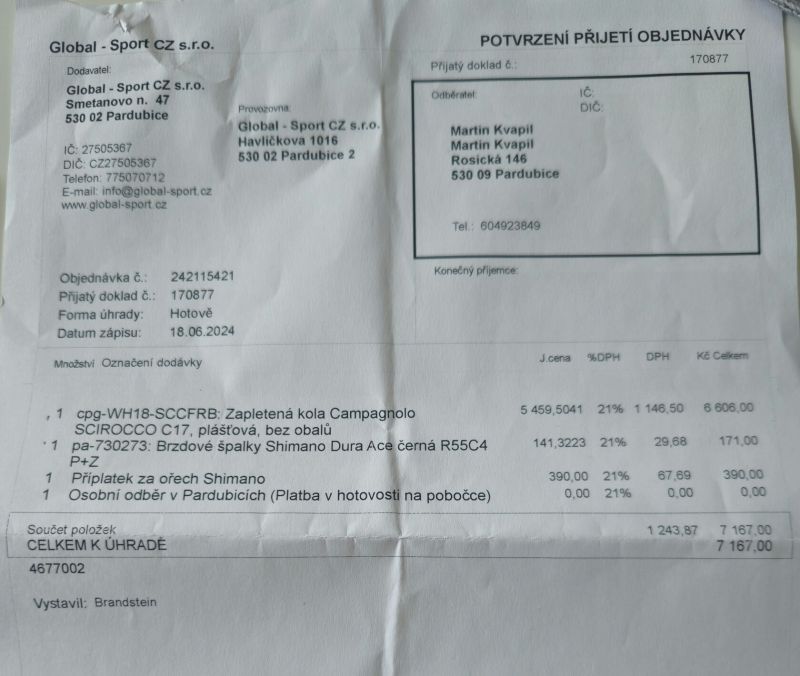 Global - Sport CZ s.r.o.
POTVRZENÍ PŘIJETÍ OBJEDNÁVKY
Dodavatel:
Global - Sport CZ s.r.o.
Smetanovo n. 47
530 02 Pardubice
Provozovna:
Global - Sport CZ s.r.o.
Havlíčkova 1016
530 02 Pardubice 2
IČ: 27505367
DIČ: CZ27505367
Telefon: 775070712
E-mail: info@global-sport.cz
www.global-sport.cz
Přijatý doklad č.: 170877
Odběratel: IČ:
DIČ:
Martin Kvapil
Martin Kvapil
Rosická 146
530 09 Pardubice
Tel.: 604923849
Konečný příjemce:
Objednávka č.: 242115421
Přijatý doklad č.: 170877
Forma úhrady: Hotově
Datum zápisu: 18.06.2024
Množství Označení dodávky J.cena %DPH DPH Kč Celkem
1 cpg-WH18-SCCFRB: Zapletená kola Campagnolo 5 459,5041 21% 1 146,50 6 606,00
SCIROCCO C17, plášťová, bez obalů
1 pa-730273: Brzdové špalky Shimano Dura Ace černá R55C4 141,3223 21% 29,68 171,00
P+Z
1 Příplatek za ořech Shimano 390,00 21% 67,69 390,00
1 Osobní odběr v Pardubicích (Platba v hotovosti na pobočce) 0,00 21% 0,00 0,00
Součet položek 1 243,87 7 167,00
CELKEM K ÚHRADĚ 7 167,00
4677002
Vystavil: Brandstein